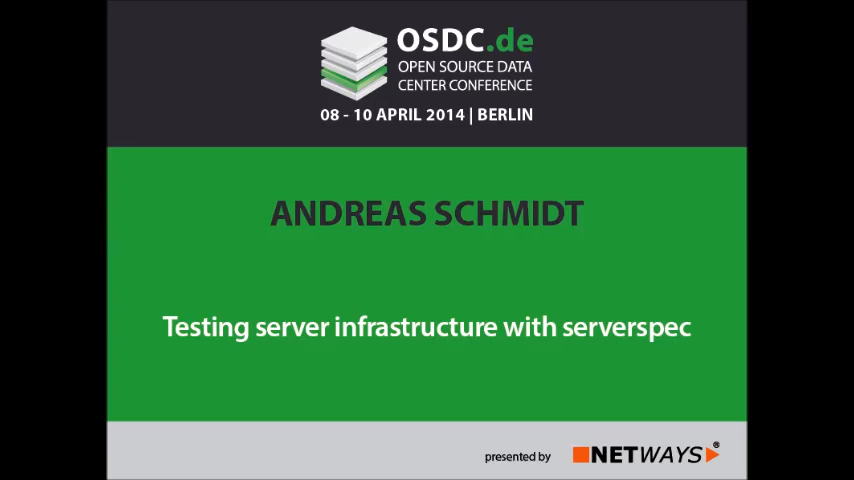 OSDC.de
OPEN SOURCE DATA
CENTER CONFERENCE
08 - 10 APRIL 2014 | BERLIN
ANDREAS SCHMIDT
Testing server infrastructure with serverspec
presented by NETWAYS®